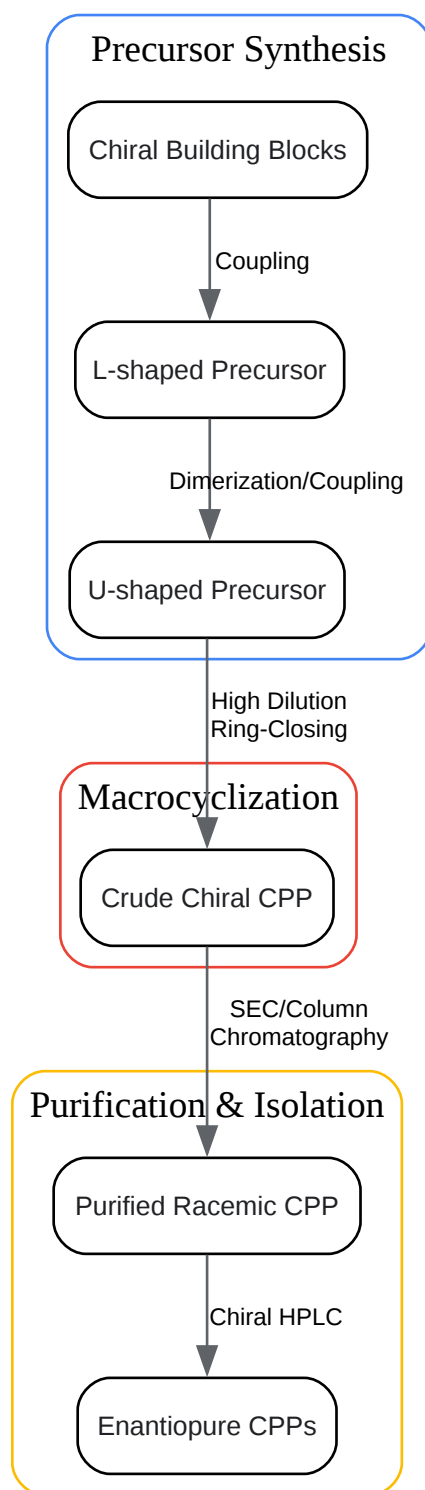 Precursor Synthesis
Chiral Building Blocks
Coupling
L-shaped Precursor
Dimerization/Coupling
U-shaped Precursor
High Dilution
Ring-Closing
Macrocyclization
Crude Chiral CPP
SEC/Column
Chromatography
Purification & Isolation
Purified Racemic CPP
Chiral HPLC
Enantiopure CPPs